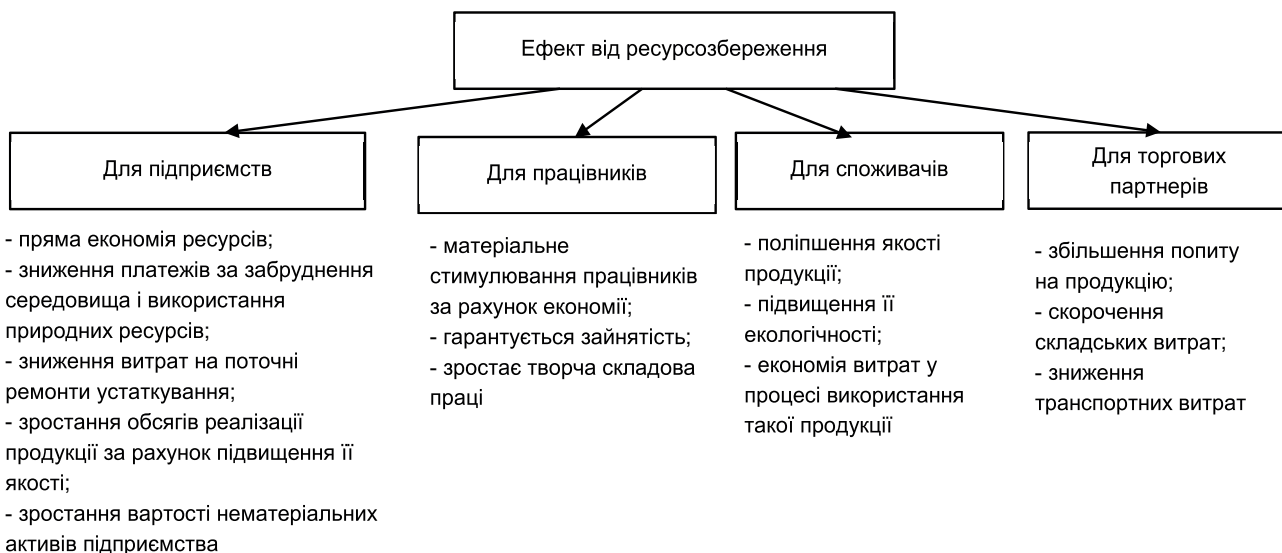 Ефект від ресурсозбереження
Для підприємств
- пряма економія ресурсів;
- зниження платежів за забруднення
середовища і використання
природних ресурсів;
- зниження витрат на поточні
ремонти устаткування;
- зростання обсягів реалізації
продукції за рахунок підвищення її
якості;
- зростання вартості нематеріальних
активів підприємства
Для працівників
- матеріальне
стимулювання працівників
за рахунок економії;
- гарантується зайнятість;
- зростає творча складова
праці
Для споживачів
- поліпшення якості
продукції;
- підвищення її
екологічності;
- економія витрат у
процесі використання
такої продукції
Для торгових
партнерів
- збільшення попиту
на продукцію;
- скорочення
складських витрат;
- зниження
транспортних витрат